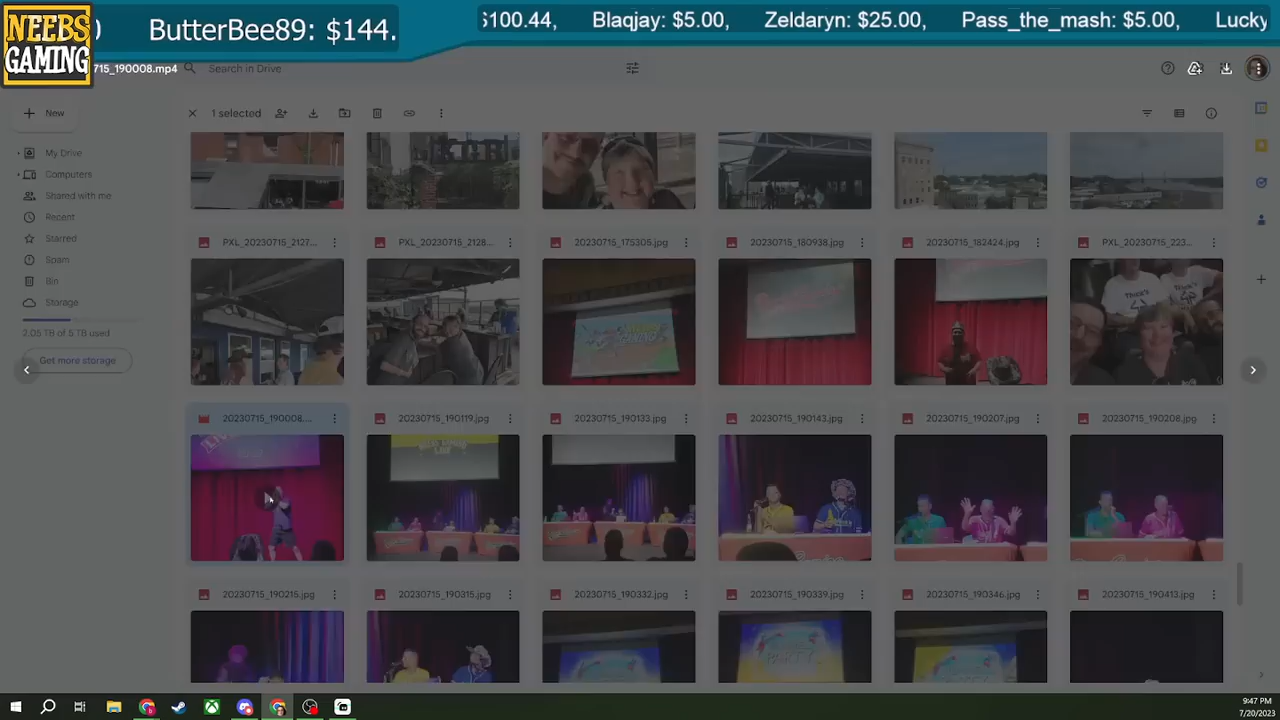 NEEBS
GAMING
ButterBee89: $144.
$100.44, Blaqjay: $5.00, Zeldaryn: $25.00, Pass_the_mash: $5.00, Lucky
715_190008.mp4
Search in Drive
New
1 selected
My Drive
Computers
Shared with me
Recent
Starred
Spam
Bin
Storage
2.05 TB of 5 TB used
Get more storage
PXL_20230715_2127...
PXL_20230715_2128...
20230715_175305.jpg
20230715_180938.jpg
20230715_182424.jpg
PXL_20230715_223...
20230715_190008....
20230715_190119.jpg
20230715_190133.jpg
20230715_190143.jpg
20230715_190207.jpg
20230715_190208.jpg
20230715_190215.jpg
20230715_190315.jpg
20230715_190332.jpg
20230715_190339.jpg
20230715_190346.jpg
20230715_190413.jpg
PARTY
9:47 PM
7/20/2023